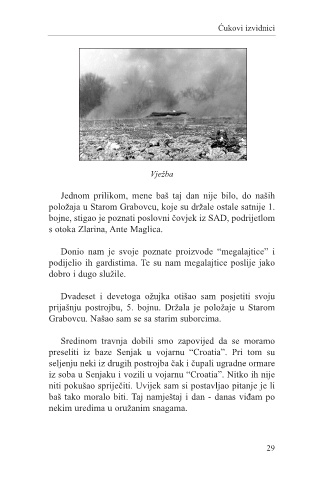 Ćukovi izvidnici
Vježba
Jednom prilikom, mene baš taj dan nije bilo, do naših
položaja u Starom Grabovcu, koje su držale ostale satnije 1.
bojne, stigao je poznati poslovni čovjek iz SAD, podrijetlom
s otoka Zlarina, Ante Maglica.
Donio nam je svoje poznate proizvode “megalajtice” i
podijelio ih gardistima. Te su nam megalajtice poslije jako
dobro i dugo služile.
Dvadeset i devetoga ožujka otišao sam posjetiti svoju
prijašnju postrojbu, 5. bojnu. Držala je položaje u Starom
Grabovcu. Našao sam se sa starim suborcima.
Sredinom travnja dobili smo zapovijed da se moramo
preseliti iz baze Senjak u vojarnu “Croatia”. Pri tom su
seljenju neki iz drugih postrojba čak i čupali ugradne ormare
iz soba u Senjaku i vozili u vojarnu “Croatia”. Nitko ih nije
niti pokušao spriječiti. Uvijek sam si postavljao pitanje je li
baš tako moralo biti. Taj namještaj i dan - danas viđam po
nekim uredima u oružanim snagama.
29